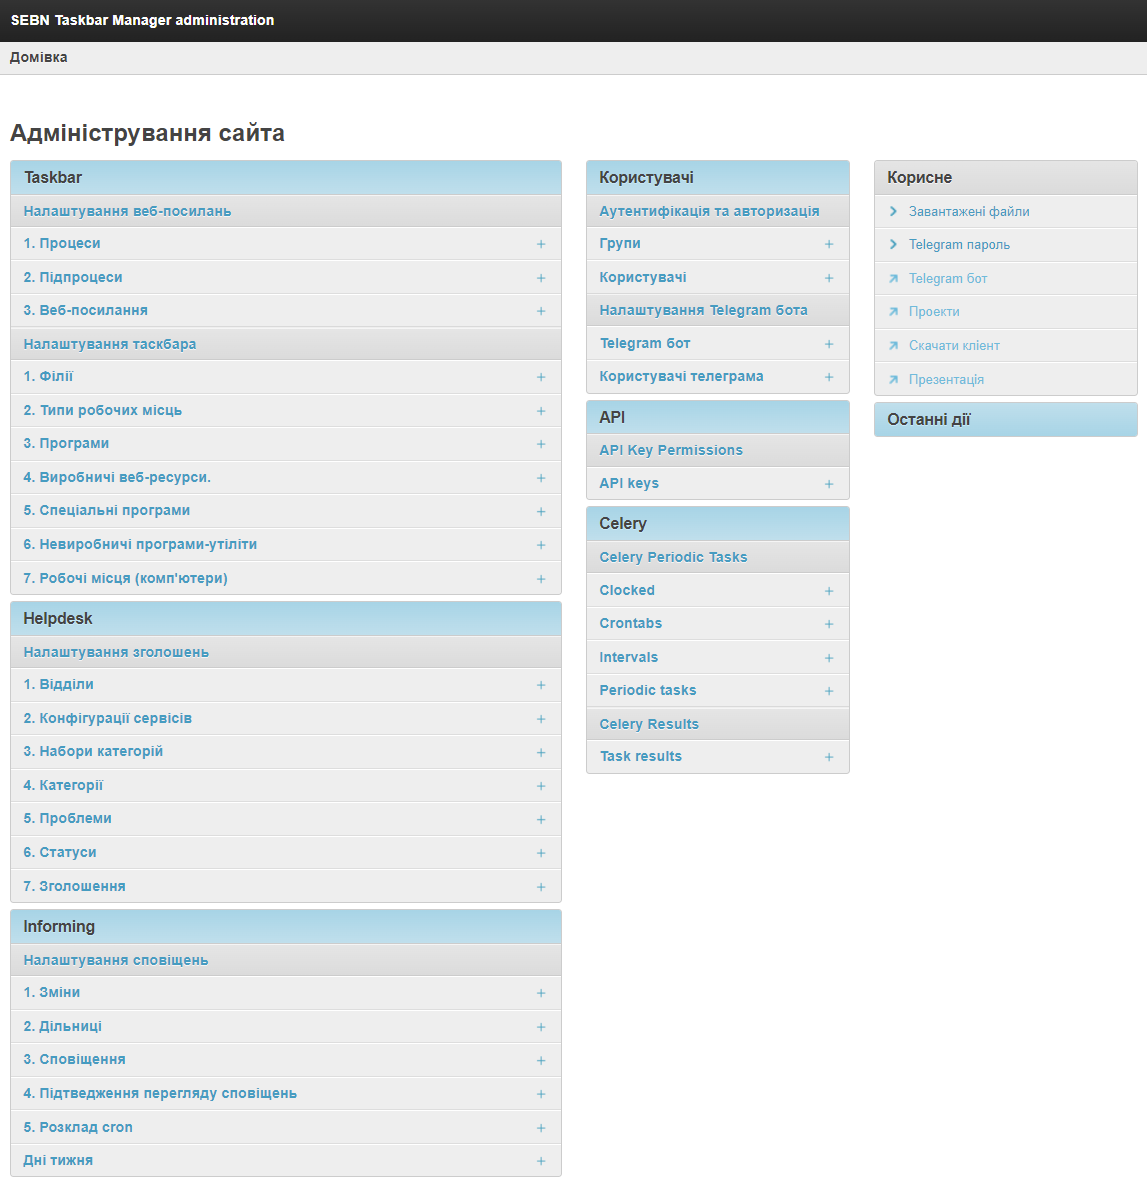 SEBN Taskbar Manager administration
Домівка
Адміністрування сайта
Taskbar
Налаштування веб-посилань
1. Процеси
2. Підпроцеси
3. Веб-посилання
Налаштування таскбара
1. Філії
2. Типи робочих місць
3. Програми
4. Виробничі веб-ресурси.
5. Спеціальні програми
6. Невиробничі програми-утіліти
7. Робочі місця (комп'ютери)
Helpdesk
Налаштування зголошень
1. Відділи
2. Конфігурації сервісів
3. Набори категорій
4. Категорії
5. Проблеми
6. Статуси
7. Зголошення
Informing
Налаштування сповіщень
1. Зміни
2. Дільниці
3. Сповіщення
4. Підтведження перегляду сповіщень
5. Розклад cron
Дні тижня
Користувачі
Аутентифікація та авторизація
Групи
Користувачі
Налаштування Telegram бота
Telegram бот
Користувачі телеграма
API
API Key Permissions
API keys
Celery
Celery Periodic Tasks
Clocked
Crontabs
Intervals
Periodic tasks
Celery Results
Task results
Корисне
Завантажені файли
Telegram пароль
Telegram бот
Проекти
Скачати клієнт
Презентація
Останні дії